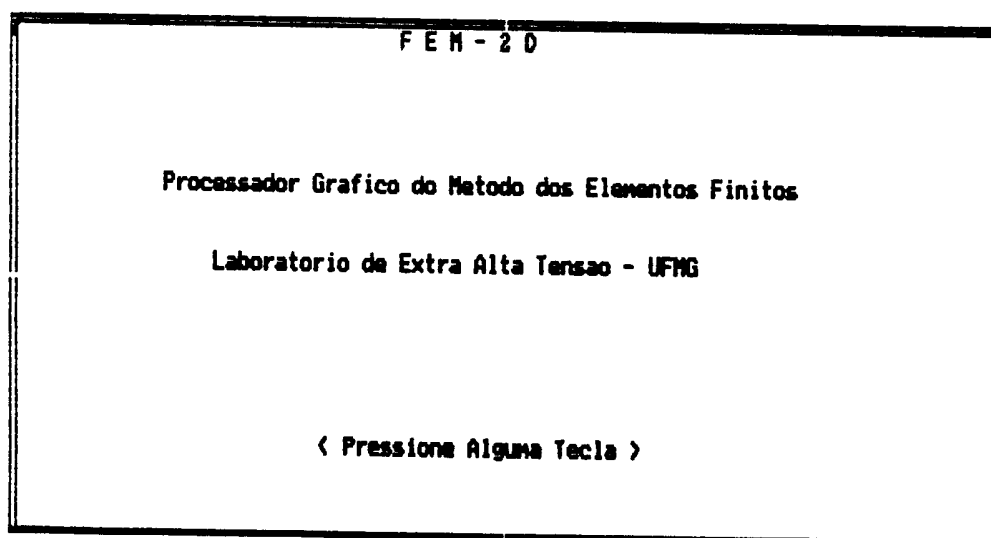 F E M - 2 D
Processador Grafico do Metodo dos Elementos Finitos
Laboratorio de Extra Alta Tensao - UFMG
< Pressione Alguma Tecla >